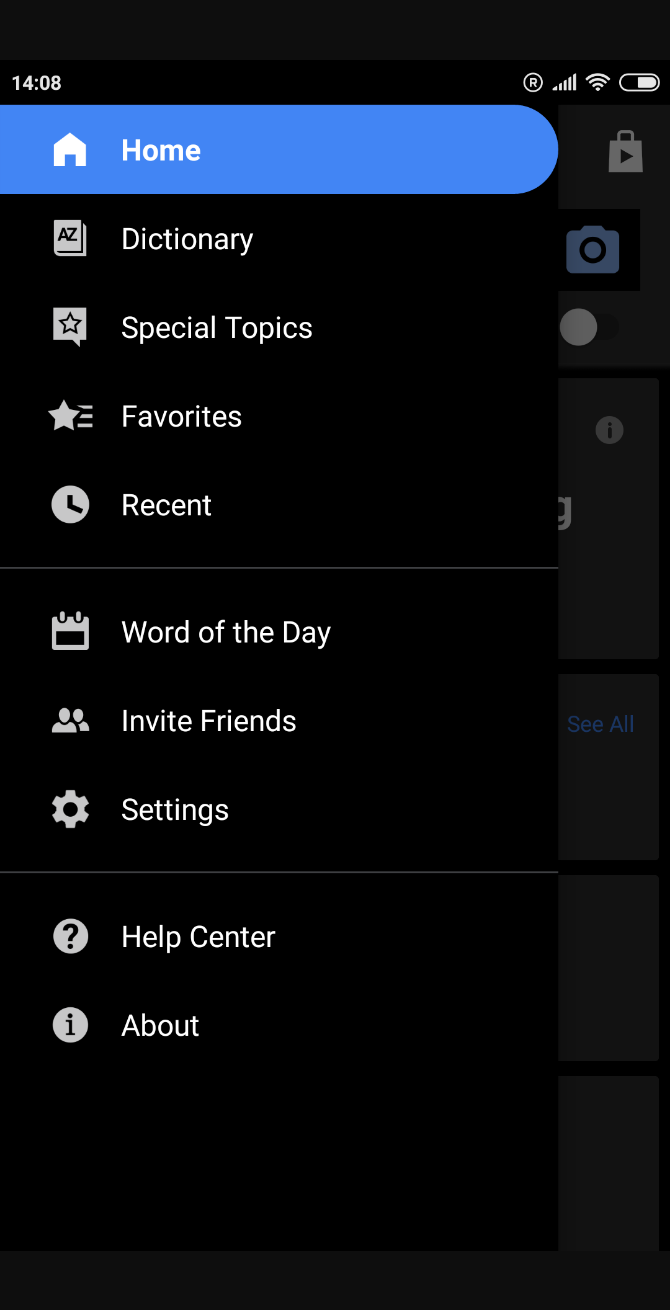 14:08
Home
Dictionary
Special Topics
Favorites
Recent
Word of the Day
See All
Invite Friends
Settings
Help Center
About